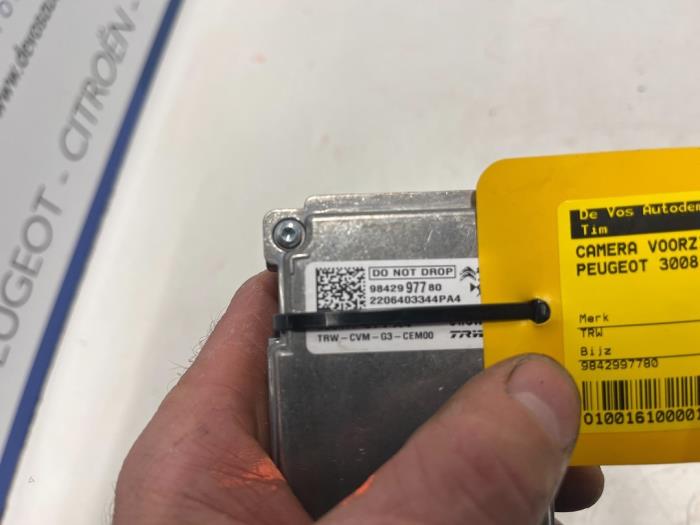 www.devosau
PEUGEOT - CITROËN -
DO NOT DROP
98429 977 80
2206403344PA4
TRW-CVM-G3-CEM00
TRW
De Vos Autodem
Tim
CAMERA VOORZ
PEUGEOT 3008
Merk
TRW
Bijz
9842997780
010016100001